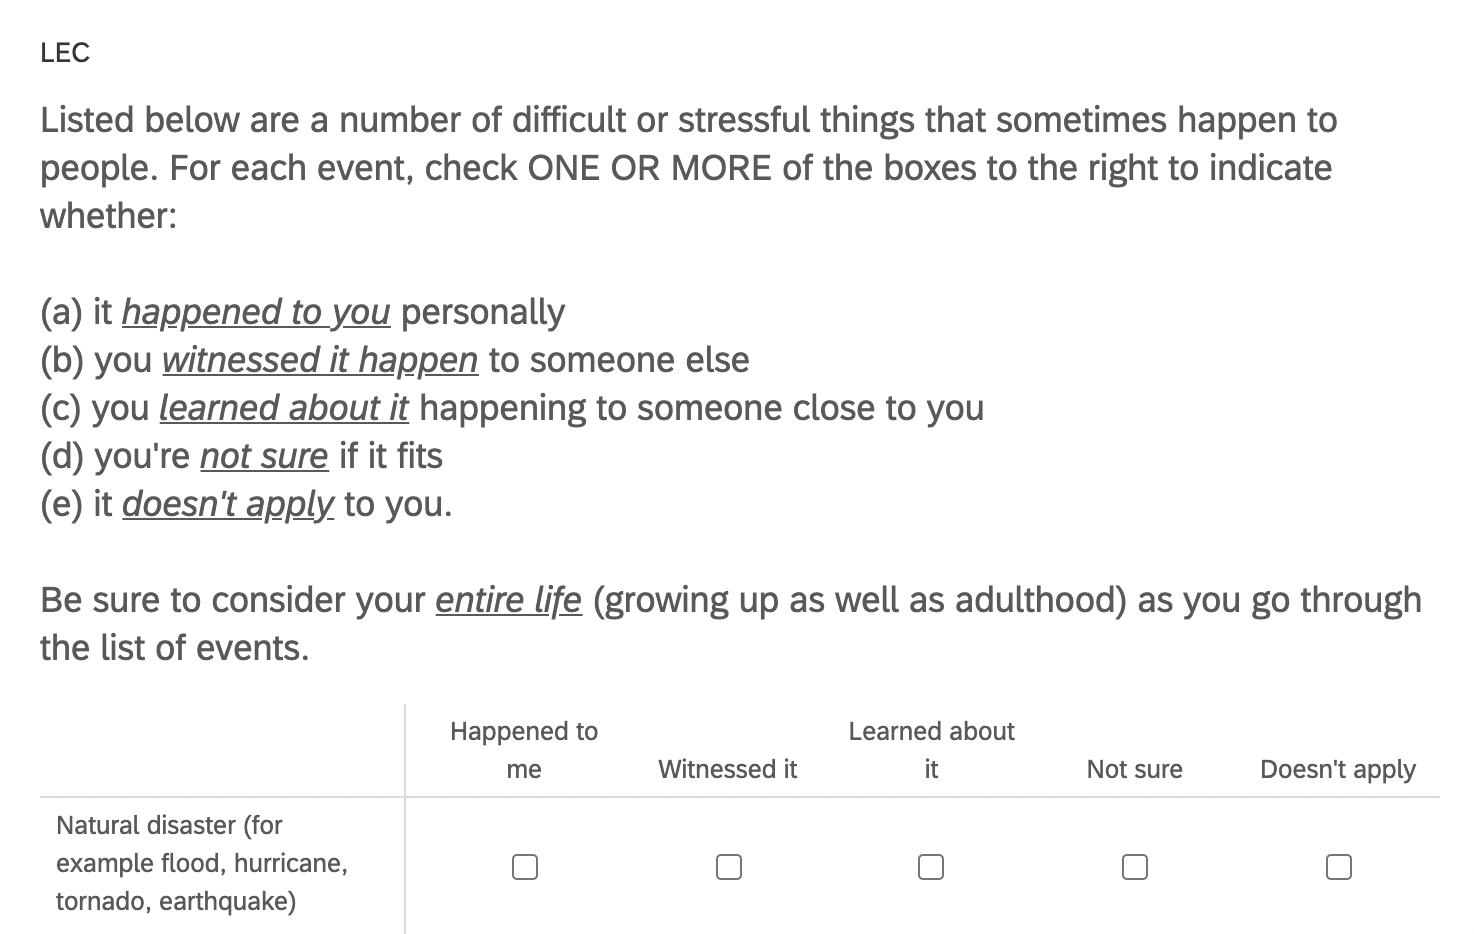 LEC
Listed below are a number of difficult or stressful things that sometimes happen to
people. For each event, check ONE OR MORE of the boxes to the right to indicate
whether:
(a) it happened to you personally
(b) you witnessed it happen to someone else
(c) you learned about it happening to someone close to you
(d) you're not sure if it fits
(e) it doesn't apply to you.
Be sure to consider your entire life (growing up as well as adulthood) as you go through
the list of events.
Happened to
me
Witnessed it
Learned about
it
Not sure
Doesn't apply
Natural disaster (for
example flood, hurricane,
tornado, earthquake)